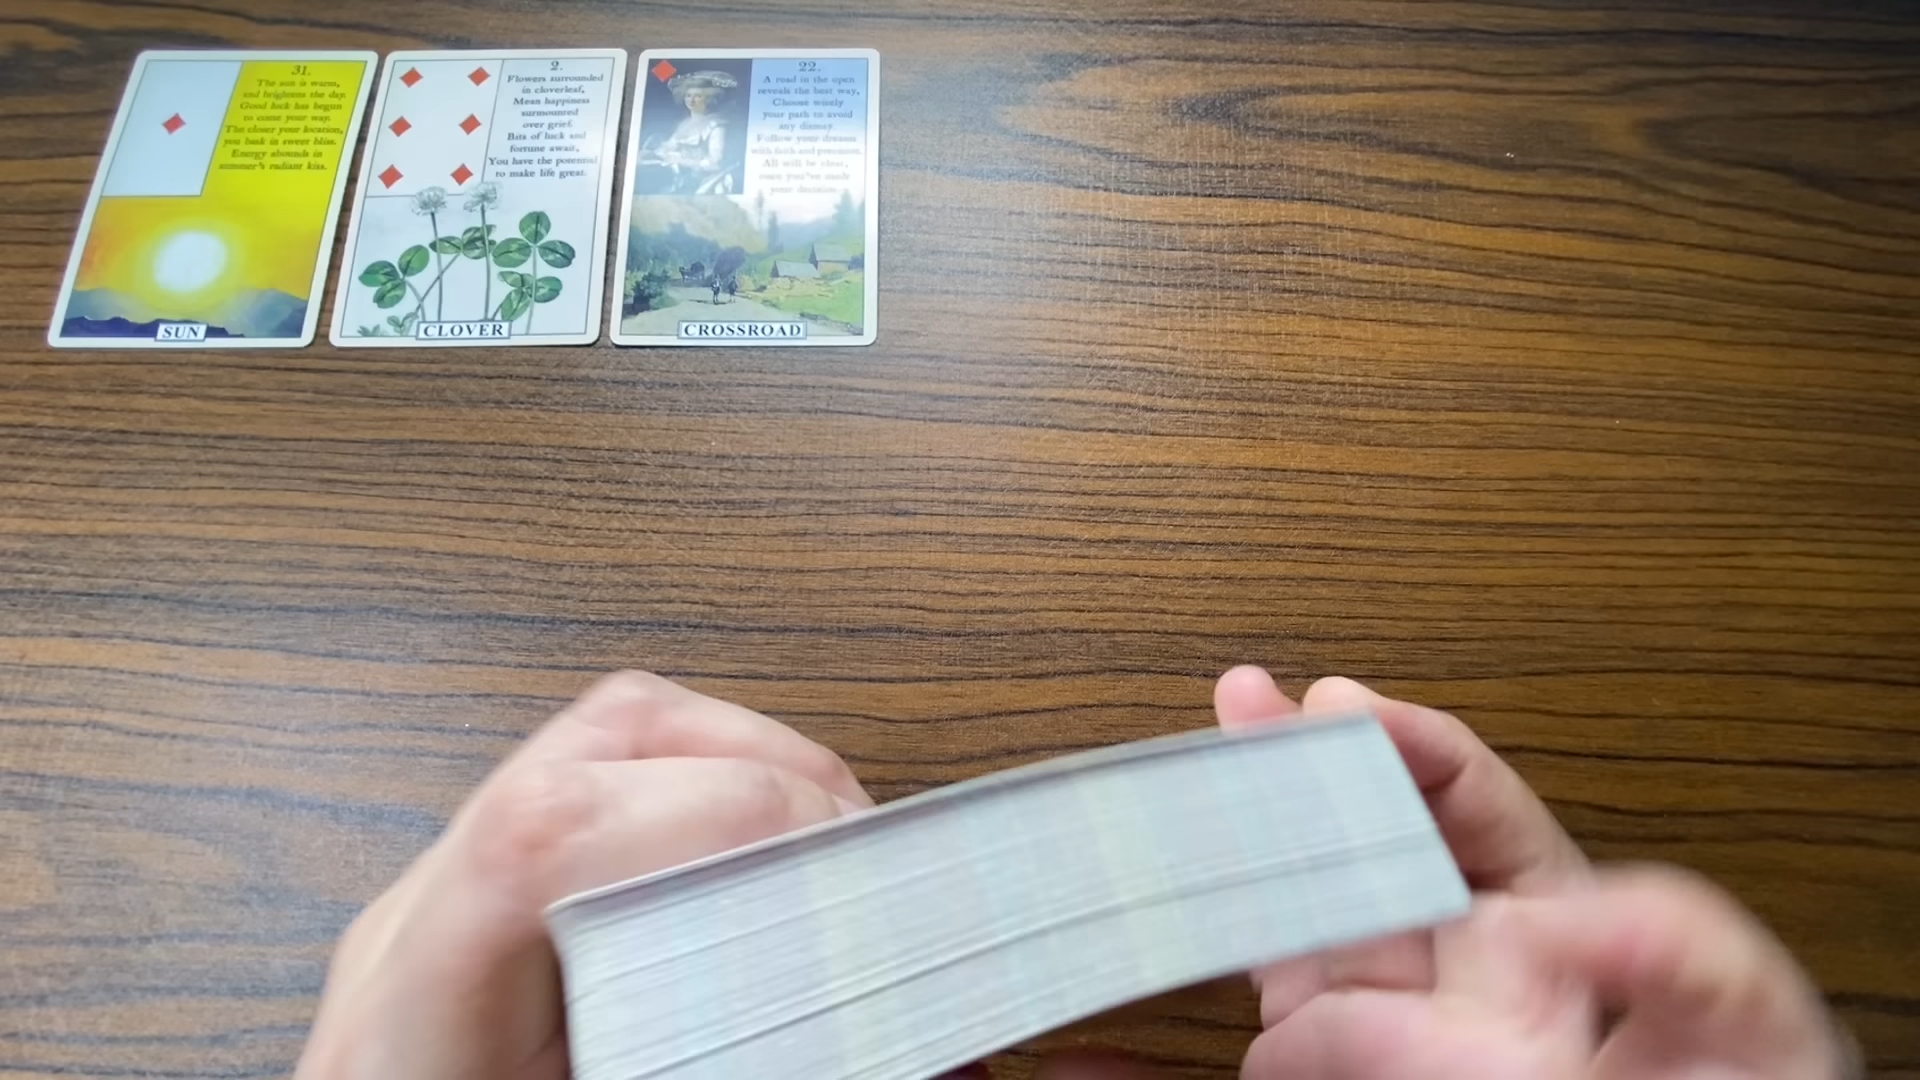 31.
The sun is warm,
and brightens the day.
Good luck has begun
to come your way.
The closer your location,
you bask in sweet bliss.
Energy abounds in
summer's radiant kiss.
SUN
2.
Flowers surrounded
in cloverleaf,
Mean happiness
surmounted
over grief.
Bits of luck and
fortune await,
You have the potential
to make life great.
CLOVER
22.
A road in the open
reveals the best way,
Choose wisely
your path to avoid
any dismay.
Follow your dreams
with faith and precision.
All will be clear,
once you've made
your decision.
CROSSROAD